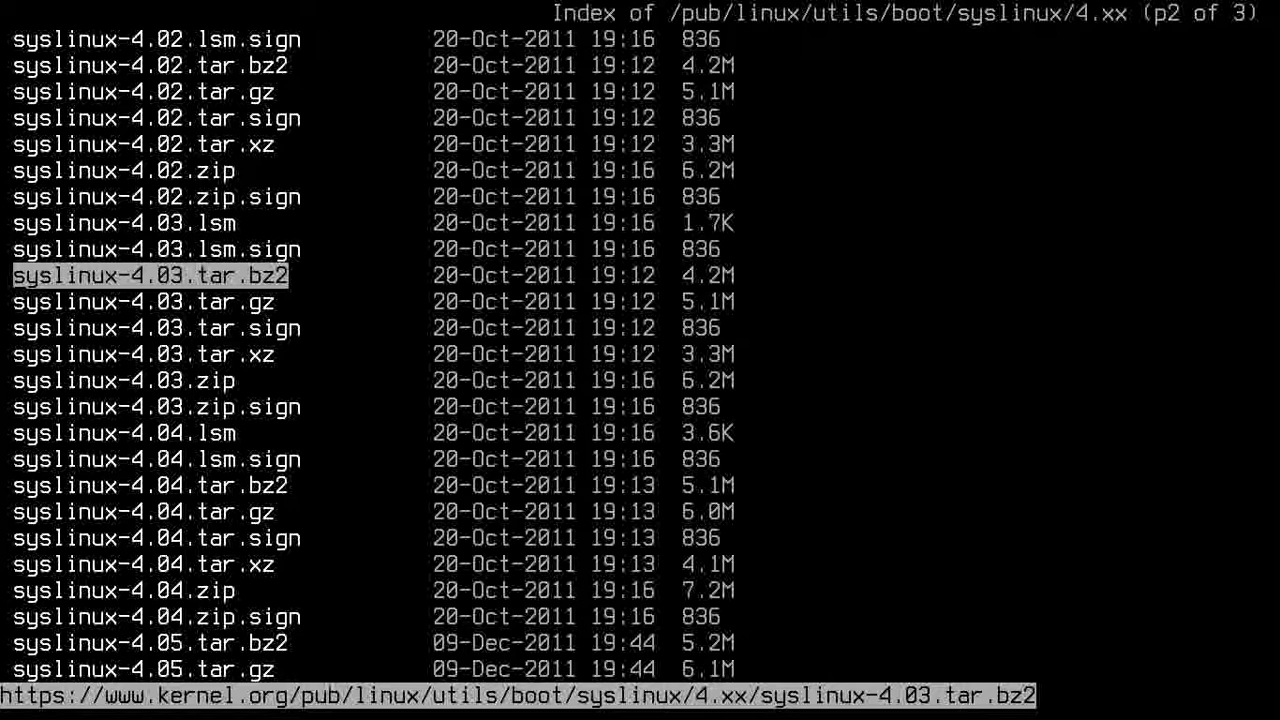 Index of /pub/linux/utils/boot/syslinux/4.xx (p2 of 3)
syslinux-4.02.lsm.sign 20-Oct-2011 19:16 836
syslinux-4.02.tar.bz2 20-Oct-2011 19:12 4.2M
syslinux-4.02.tar.gz 20-Oct-2011 19:12 5.1M
syslinux-4.02.tar.sign 20-Oct-2011 19:12 836
syslinux-4.02.tar.xz 20-Oct-2011 19:12 3.3M
syslinux-4.02.zip 20-Oct-2011 19:16 6.2M
syslinux-4.02.zip.sign 20-Oct-2011 19:16 836
syslinux-4.03.lsm 20-Oct-2011 19:16 1.7K
syslinux-4.03.lsm.sign 20-Oct-2011 19:16 836
syslinux-4.03.tar.bz2 20-Oct-2011 19:12 4.2M
syslinux-4.03.tar.gz 20-Oct-2011 19:12 5.1M
syslinux-4.03.tar.sign 20-Oct-2011 19:12 836
syslinux-4.03.tar.xz 20-Oct-2011 19:12 3.3M
syslinux-4.03.zip 20-Oct-2011 19:16 6.2M
syslinux-4.03.zip.sign 20-Oct-2011 19:16 836
syslinux-4.04.lsm 20-Oct-2011 19:16 3.6K
syslinux-4.04.lsm.sign 20-Oct-2011 19:16 836
syslinux-4.04.tar.bz2 20-Oct-2011 19:13 5.1M
syslinux-4.04.tar.gz 20-Oct-2011 19:13 6.0M
syslinux-4.04.tar.sign 20-Oct-2011 19:13 836
syslinux-4.04.tar.xz 20-Oct-2011 19:13 4.1M
syslinux-4.04.zip 20-Oct-2011 19:16 7.2M
syslinux-4.04.zip.sign 20-Oct-2011 19:16 836
syslinux-4.05.tar.bz2 09-Dec-2011 19:44 5.2M
syslinux-4.05.tar.gz 09-Dec-2011 19:44 6.1M
https://www.kernel.org/pub/linux/utils/boot/syslinux/4.xx/syslinux-4.03.tar.bz2